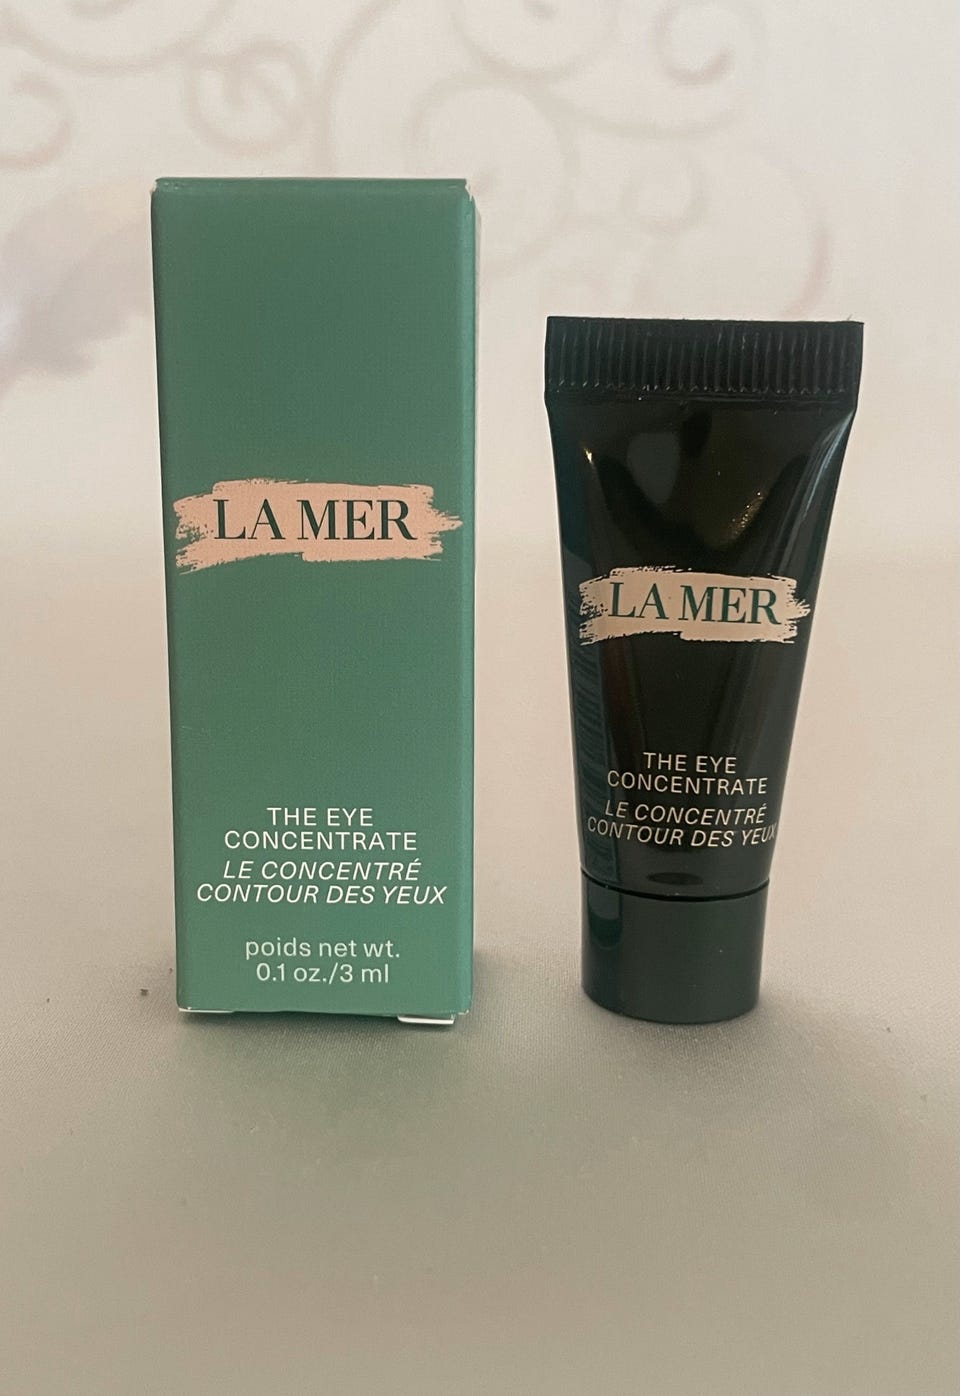 LA MER
THE EYE
CONCENTRATE
LE CONCENTRÉ
CONTOUR DES YEUX
poids net wt.
0.1 oz./3 ml
LA MER
THE EYE
CONCENTRATE
LE CONCENTRÉ
CONTOUR DES YEUX